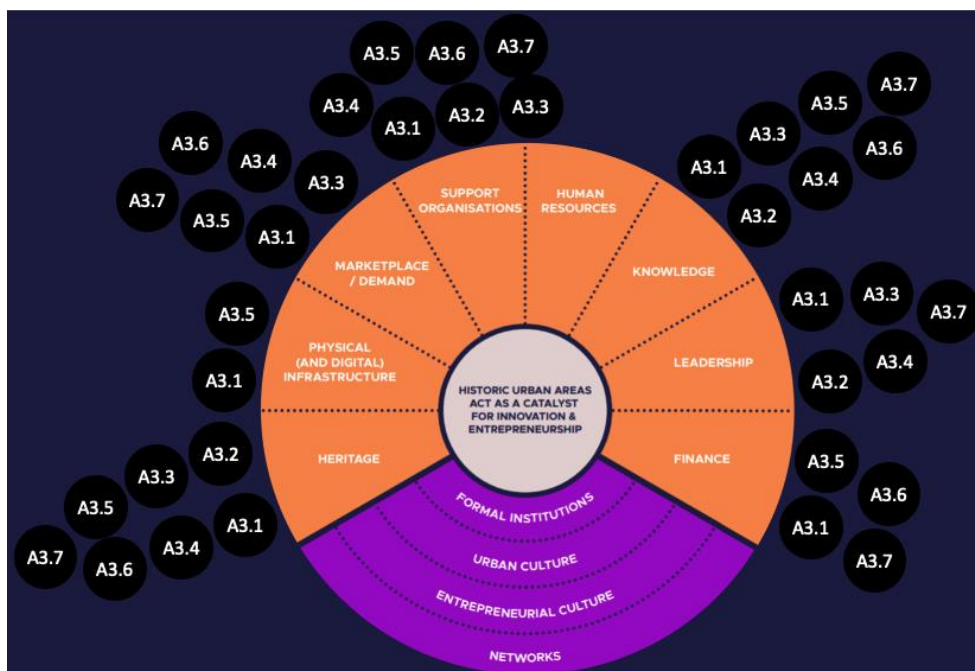 A3.5
A3.6
A3.7
A3.4
A3.1
A3.2
A3.3
A3.6
A3.4
A3.3
A3.7
A3.5
A3.1
A3.5
A3.1
A3.2
A3.3
A3.5
A3.1
A3.4
A3.6
A3.7
A3.7
A3.5
A3.3
A3.6
A3.1
A3.4
A3.2
A3.1
A3.3
A3.7
A3.4
A3.2
A3.5
A3.6
A3.1
A3.7
SUPPORT
ORGANISATIONS
HUMAN
RESOURCES
MARKETPLACE
/ DEMAND
KNOWLEDGE
PHYSICAL
(AND DIGITAL)
INFRASTRUCTURE
LEADERSHIP
HERITAGE
FINANCE
HISTORIC URBAN AREAS
ACT AS A CATALYST
FOR INNOVATION &
ENTREPRENEURSHIP
FORMAL INSTITUTIONS
URBAN CULTURE
ENTREPRENEURIAL CULTURE
NETWORKS